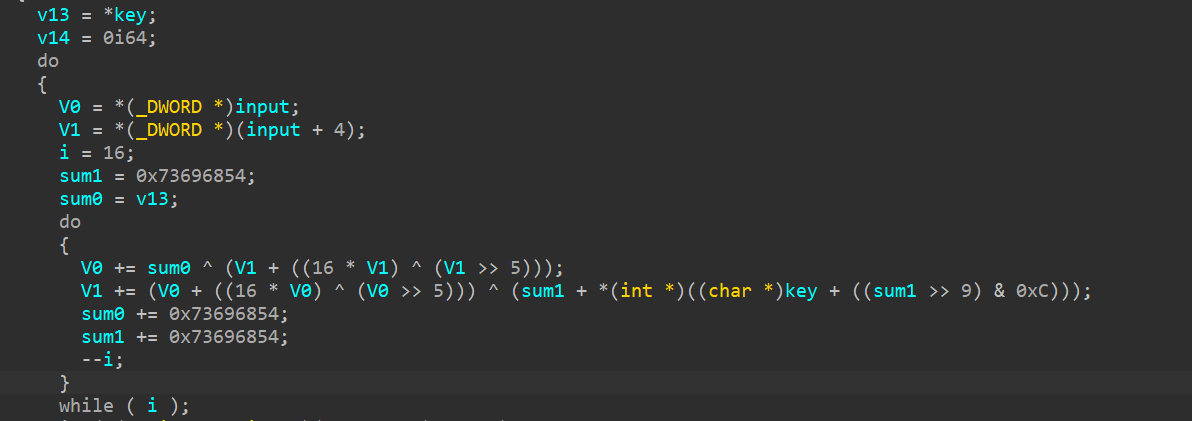 v13 = *key;
v14 = 0i64;
do
{
V0 = *(_DWORD *)input;
V1 = *(_DWORD *)(input + 4);
i = 16;
sum1 = 0x73696854;
sum0 = v13;
do
{
V0 += sum0 ^ (V1 + ((16 * V1) ^ (V1 >> 5)));
V1 += (V0 + ((16 * V0) ^ (V0 >> 5))) ^ (sum1 + *(int *)((char *)key + ((sum1 >> 9) & 0xC)));
sum0 += 0x73696854;
sum1 += 0x73696854;
--i;
}
while ( i );